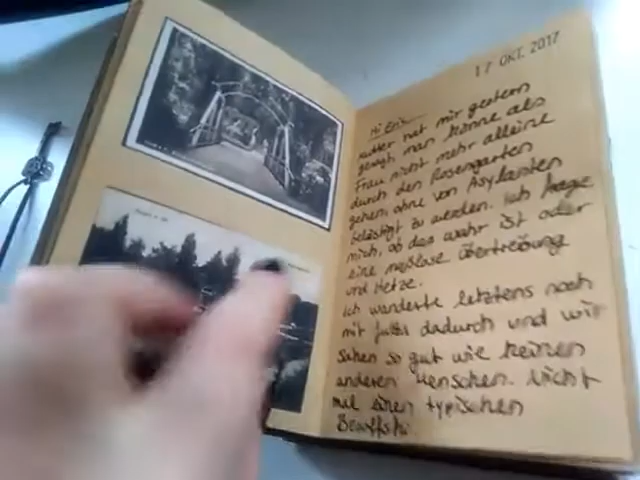 17 OKT. 2017
Hi Erik
Mutter hat mir gestern
gesagt, man könne als
Frau nicht mehr alleine
durch den Rosengarten
gehen ohne von Asylanten
belästigt zu werden. Ich frage
mich, ob das wahr ist oder
eine maßlose Übertreibung
und Hetze.
Ich wanderte letztens noch
mit dadurch und wir
sahen so gut wie keinen
anderen Menschen. Nicht
mal einen typischen